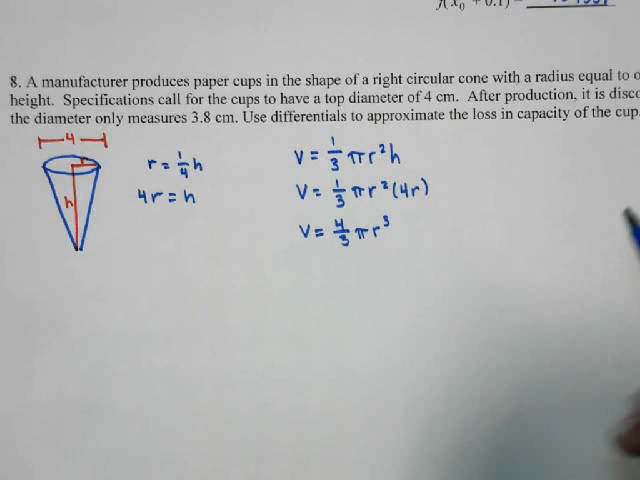 8. A manufacturer produces paper cups in the shape of a right circular cone with a radius equal to
height. Specifications call for the cups to have a top diameter of 4 cm. After production, it is
the diameter only measures 3.8 cm. Use differentials to approximate the loss in capacity of the cup.
4
r
h
r = 1/4 h
4r = h
V = 1/3 πr²h
V = 1/3 πr²(4r)
V = 4/3 πr³